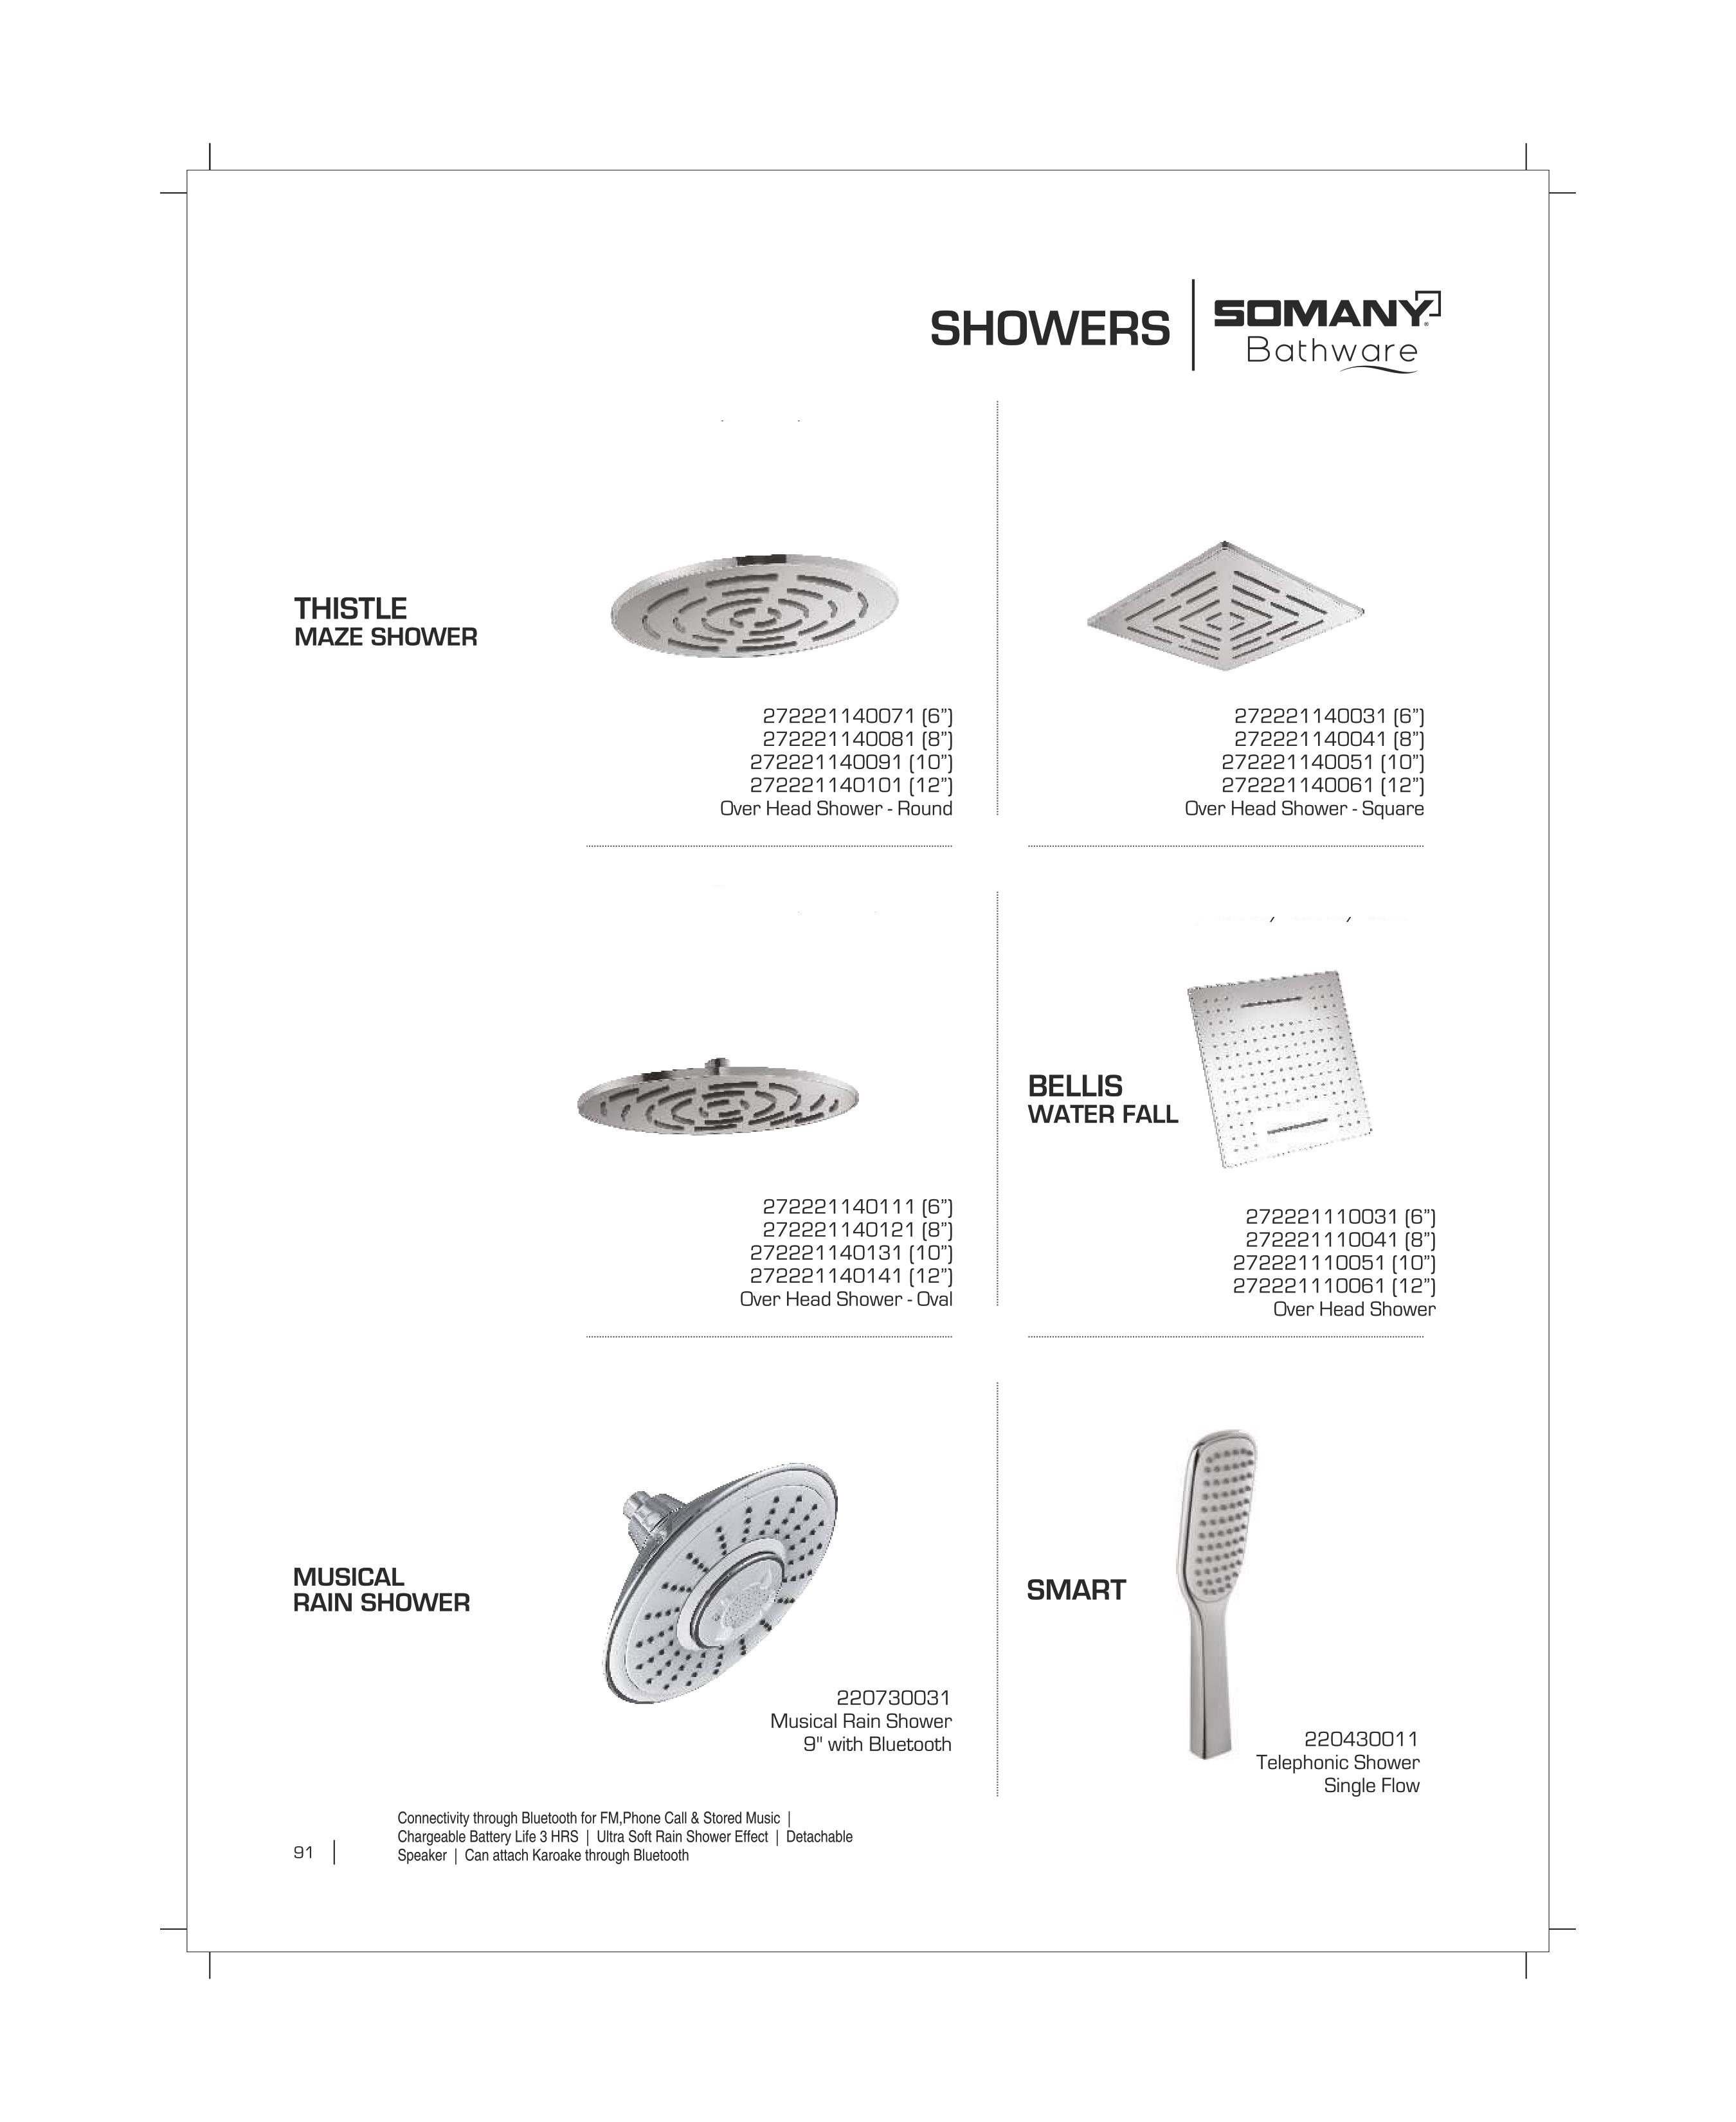 SHOWERS
SOMANY®
Bathware
THISTLE
MAZE SHOWER
272221140071 (6”)
272221140081 (8”)
272221140091 (10”)
272221140101 (12”)
Over Head Shower - Round
272221140031 (6”)
272221140041 (8”)
272221140051 (10”)
272221140061 (12”)
Over Head Shower - Square
272221140111 (6”)
272221140121 (8”)
272221140131 (10”)
272221140141 (12”)
Over Head Shower - Oval
BELLIS
WATER FALL
272221110031 (6”)
272221110041 (8”)
272221110051 (10”)
272221110061 (12”)
Over Head Shower
MUSICAL
RAIN SHOWER
220730031
Musical Rain Shower
9" with Bluetooth
SMART
220430011
Telephonic Shower
Single Flow
Connectivity through Bluetooth for FM,Phone Call & Stored Music |
Chargeable Battery Life 3 HRS | Ultra Soft Rain Shower Effect | Detachable
Speaker | Can attach Karoake through Bluetooth
91